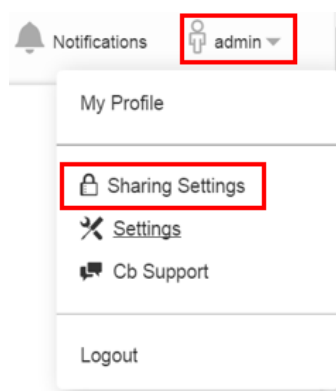 Notifications admin
My Profile
Sharing Settings
Settings
Cb Support
Logout